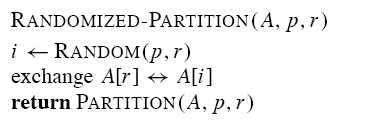 RANDOMIZED-PARTITION(A, p, r)
i ← RANDOM(p, r)
exchange A[r] ↔ A[i]
return PARTITION(A, p, r)